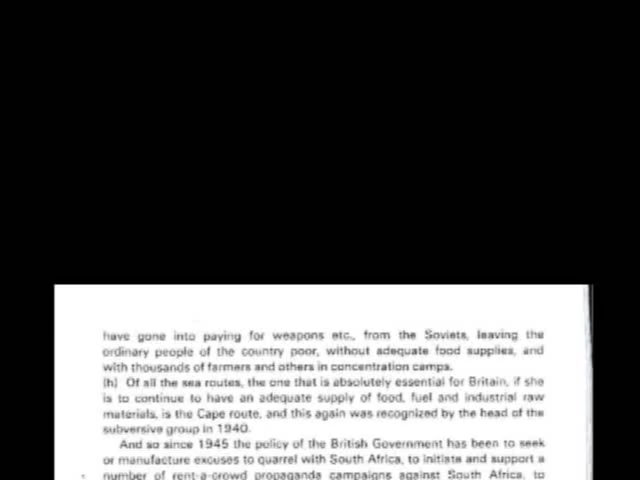 have gone into paying for weapons etc., from the Soviets, leaving the
ordinary people of the country poor, without adequate food supplies, and
with thousands of farmers and others in concentration camps.
(h) Of all the sea routes, the one that is absolutely essential for Britain, if she
is to continue to have an adequate supply of food, fuel and industrial raw
materials, is the Cape route, and this again was recognized by the head of the
subversive group in 1940.
And so since 1945 the policy of the British Government has been to seek
or manufacture excuses to quarrel with South Africa, to initiate and support a
number of rent-a-crowd propaganda campaigns against South Africa, to